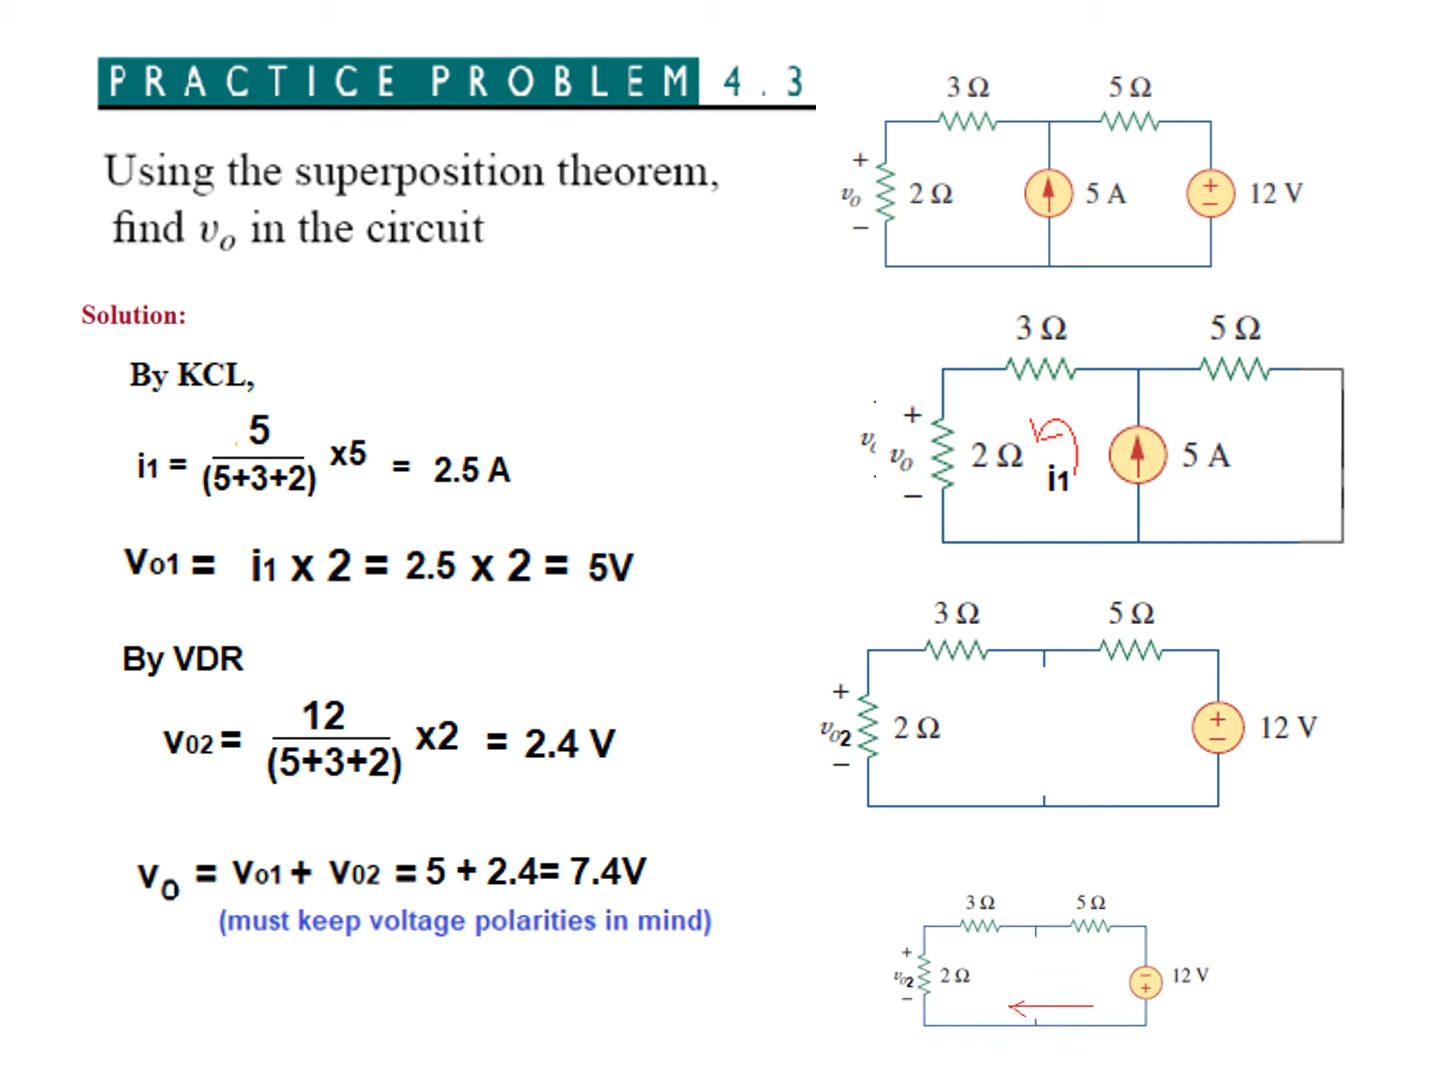 PRACTICE PROBLEM 4.3
Using the superposition theorem,
find vo in the circuit
Solution:
By KCL,
i1 = 5/(5+3+2) x5 = 2.5 A
Vo1 = i1 x 2 = 2.5 x 2 = 5V
By VDR
V02 = 12/(5+3+2) x2 = 2.4 V
Vo = Vo1 + V02 = 5 + 2.4= 7.4V
(must keep voltage polarities in mind)
3 Ω 5 Ω
+
vo 2 Ω 5 A + − 12 V
−
3 Ω 5 Ω
+
vo 2 Ω i1 5 A
−
3 Ω 5 Ω
+
vo2 2 Ω + − 12 V
−
3 Ω 5 Ω
+
vo2 2 Ω − + 12 V
−